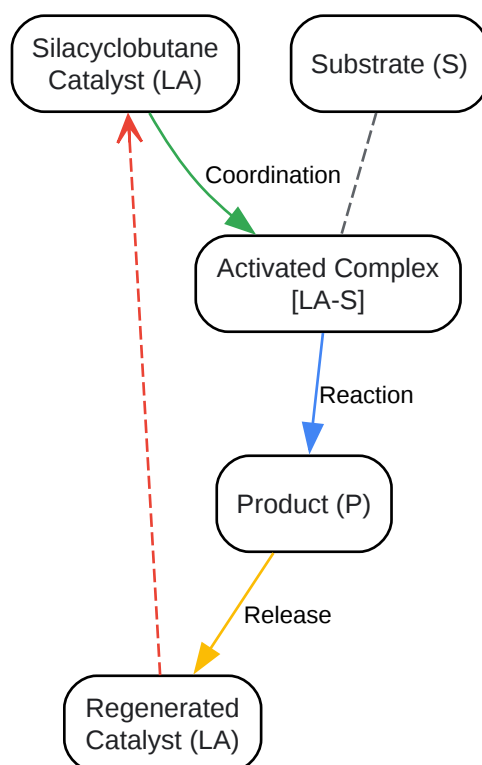 Silacyclobutane
Catalyst (LA)
Substrate (S)
Coordination
Activated Complex
[LA-S]
Reaction
Product (P)
Release
Regenerated
Catalyst (LA)